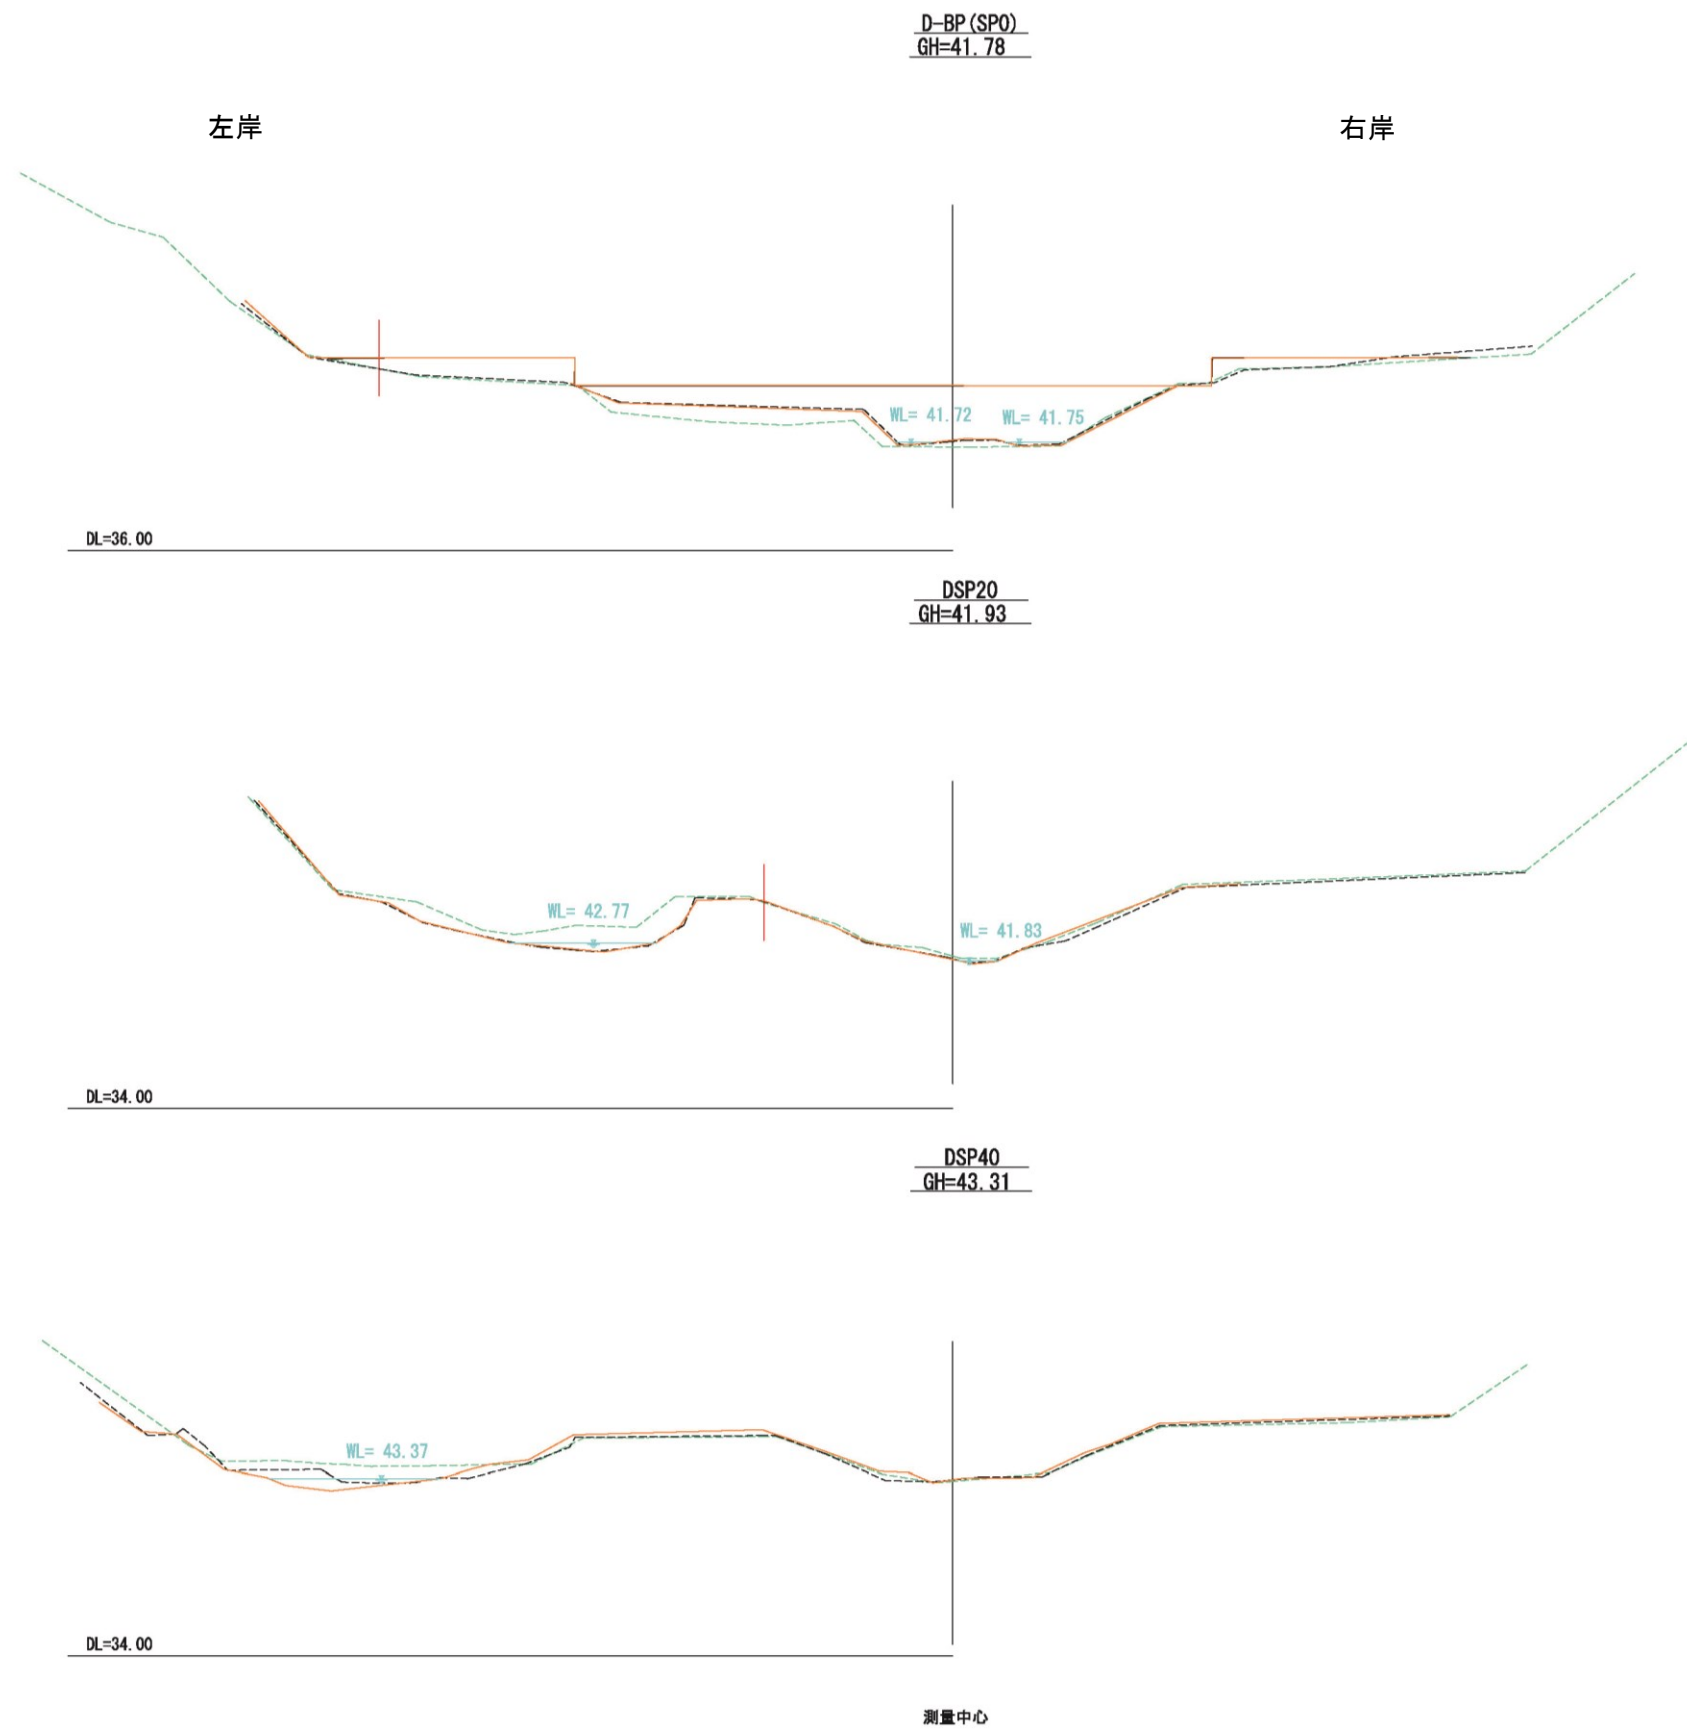 D-BP(SP0)
GH=41.78
左岸
右岸
WL= 41.72
WL= 41.75
DL=36.00
DSP20
GH=41.93
WL= 42.77
WL= 41.83
DL=34.00
DSP40
GH=43.31
WL= 43.37
DL=34.00
測量中心